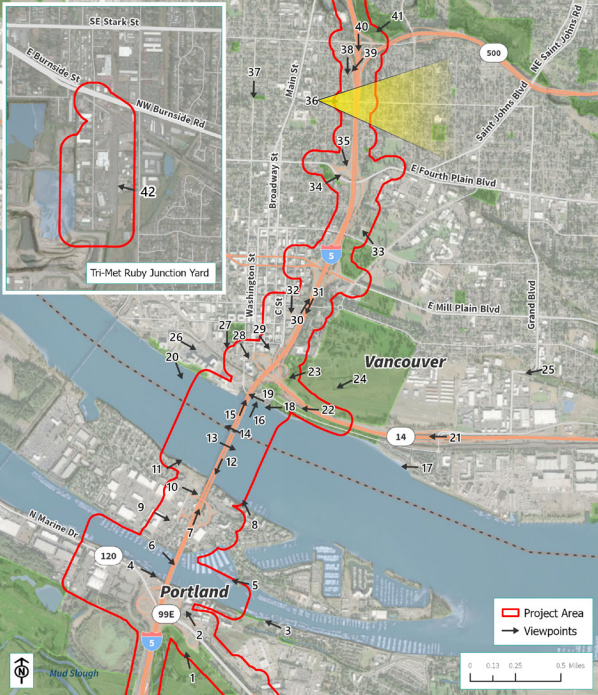 SE Stark St
E Burnside St
NW Burnside Rd
42
Tri-Met Ruby Junction Yard
40
41
38
39
500
NE Saint Johns Rd
Main St
37
36
Saint Johns Blvd
35
E Fourth Plain Blvd
34
Broadway St
33
5
Washington St
C St
32
31
30
E Mill Plain Blvd
Grand Blvd
27
29
28
26
20
Vancouver
23
24
25
19
15
18
22
16
14
14
21
13
17
12
11
10
9
8
7
N Marine Dr
6
120
4
5
Portland
99E
2
3
5
1
Mud Slough
N
Project Area
Viewpoints
0 0.13 0.25 0.5 Miles